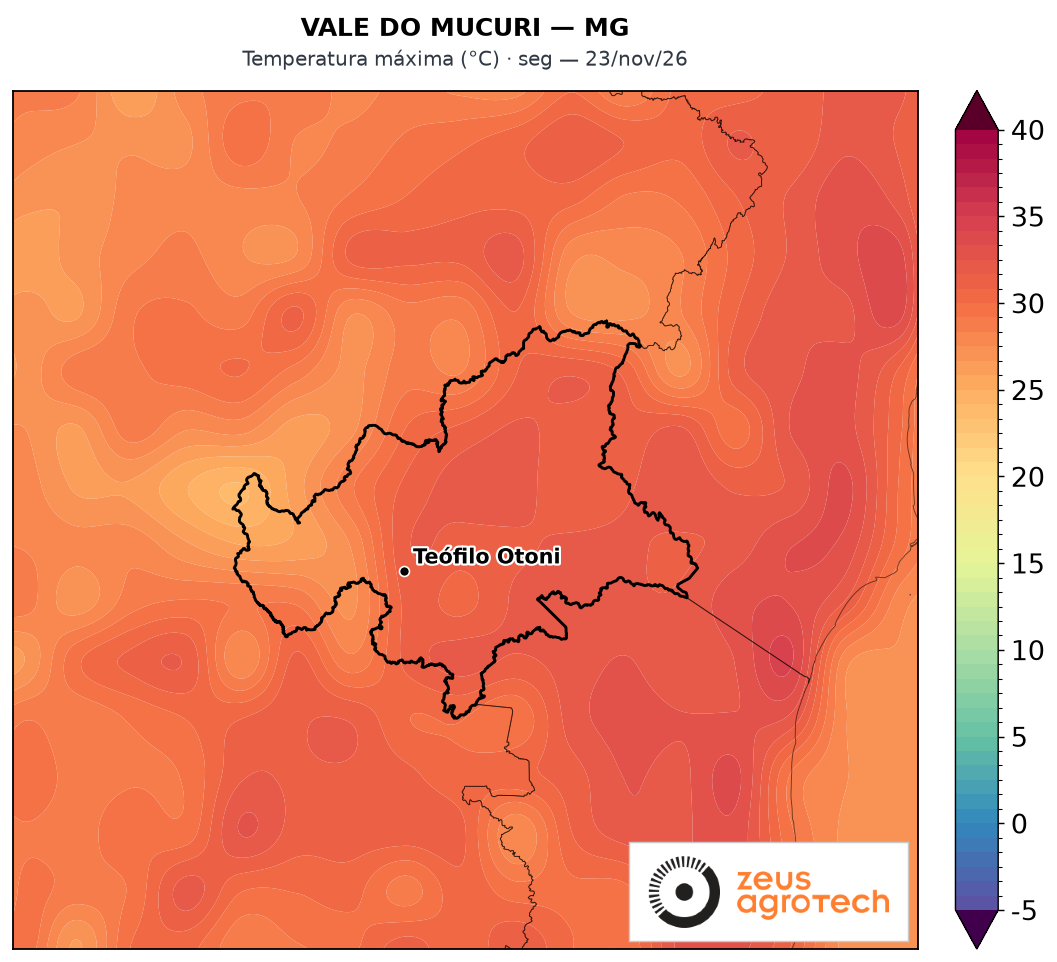 VALE DO MUCURI — MG
Temperatura máxima (°C) · seg — 23/nov/26
40
35
30
25
20
15
10
5
0
-5
Teófilo Otoni
zeus
agrotech